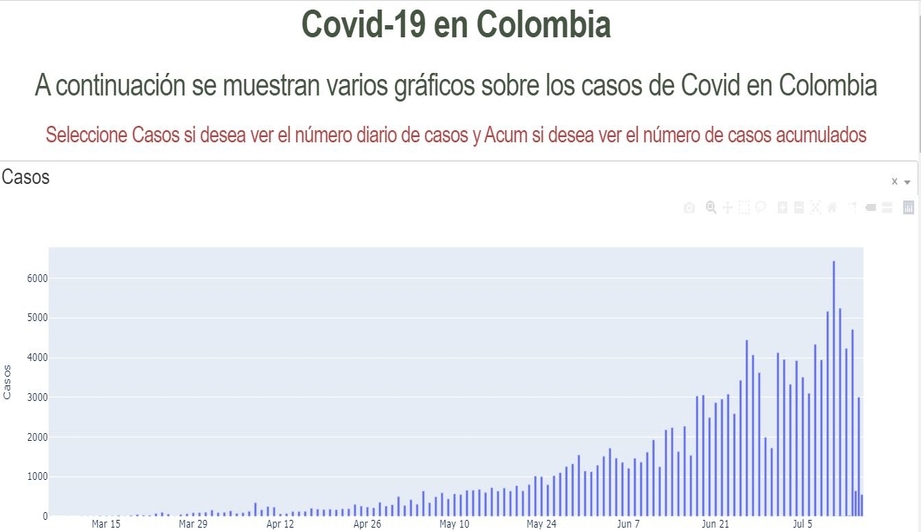 Covid-19 en Colombia
A continuación se muestran varios gráficos sobre los casos de Covid en Colombia
Seleccione Casos si desea ver el número diario de casos y Acum si desea ver el número de casos acumulados
Casos
x
6000
5000
4000
3000
2000
1000
0
Casos
Mar 15 Mar 29 Apr 12 Apr 26 May 10 May 24 Jun 7 Jun 21 Jul 5